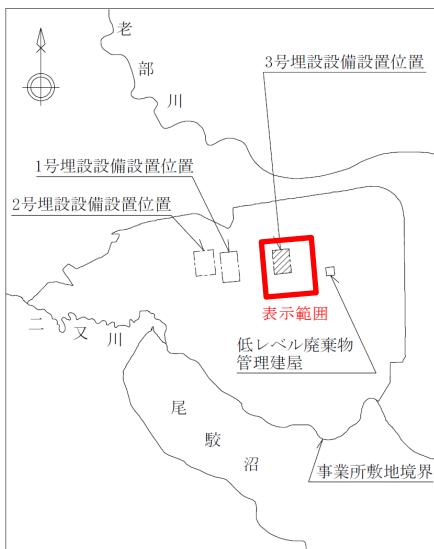 老部川
3号埋設設備設置位置
1号埋設設備設置位置
2号埋設設備設置位置
表示範囲
低レベル廃棄物
管理建屋
二又川
尾駮沼
事業所敷地境界